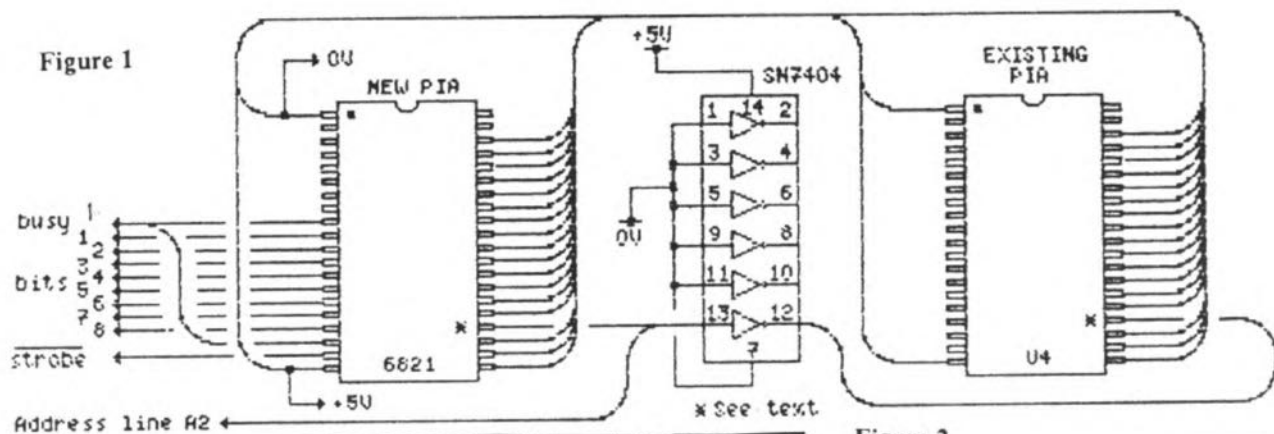 Figure 1
0V
NEW PIA
+5V
SN7404
EXISTING
PIA
1 14 2
3 4
5 6
0V
9 8
11 10
13 12
7
busy 1
bits
1
2
3
4
5
6
7
8
strobe
*
6821
+5V
*
U4
Address line A2
* See text